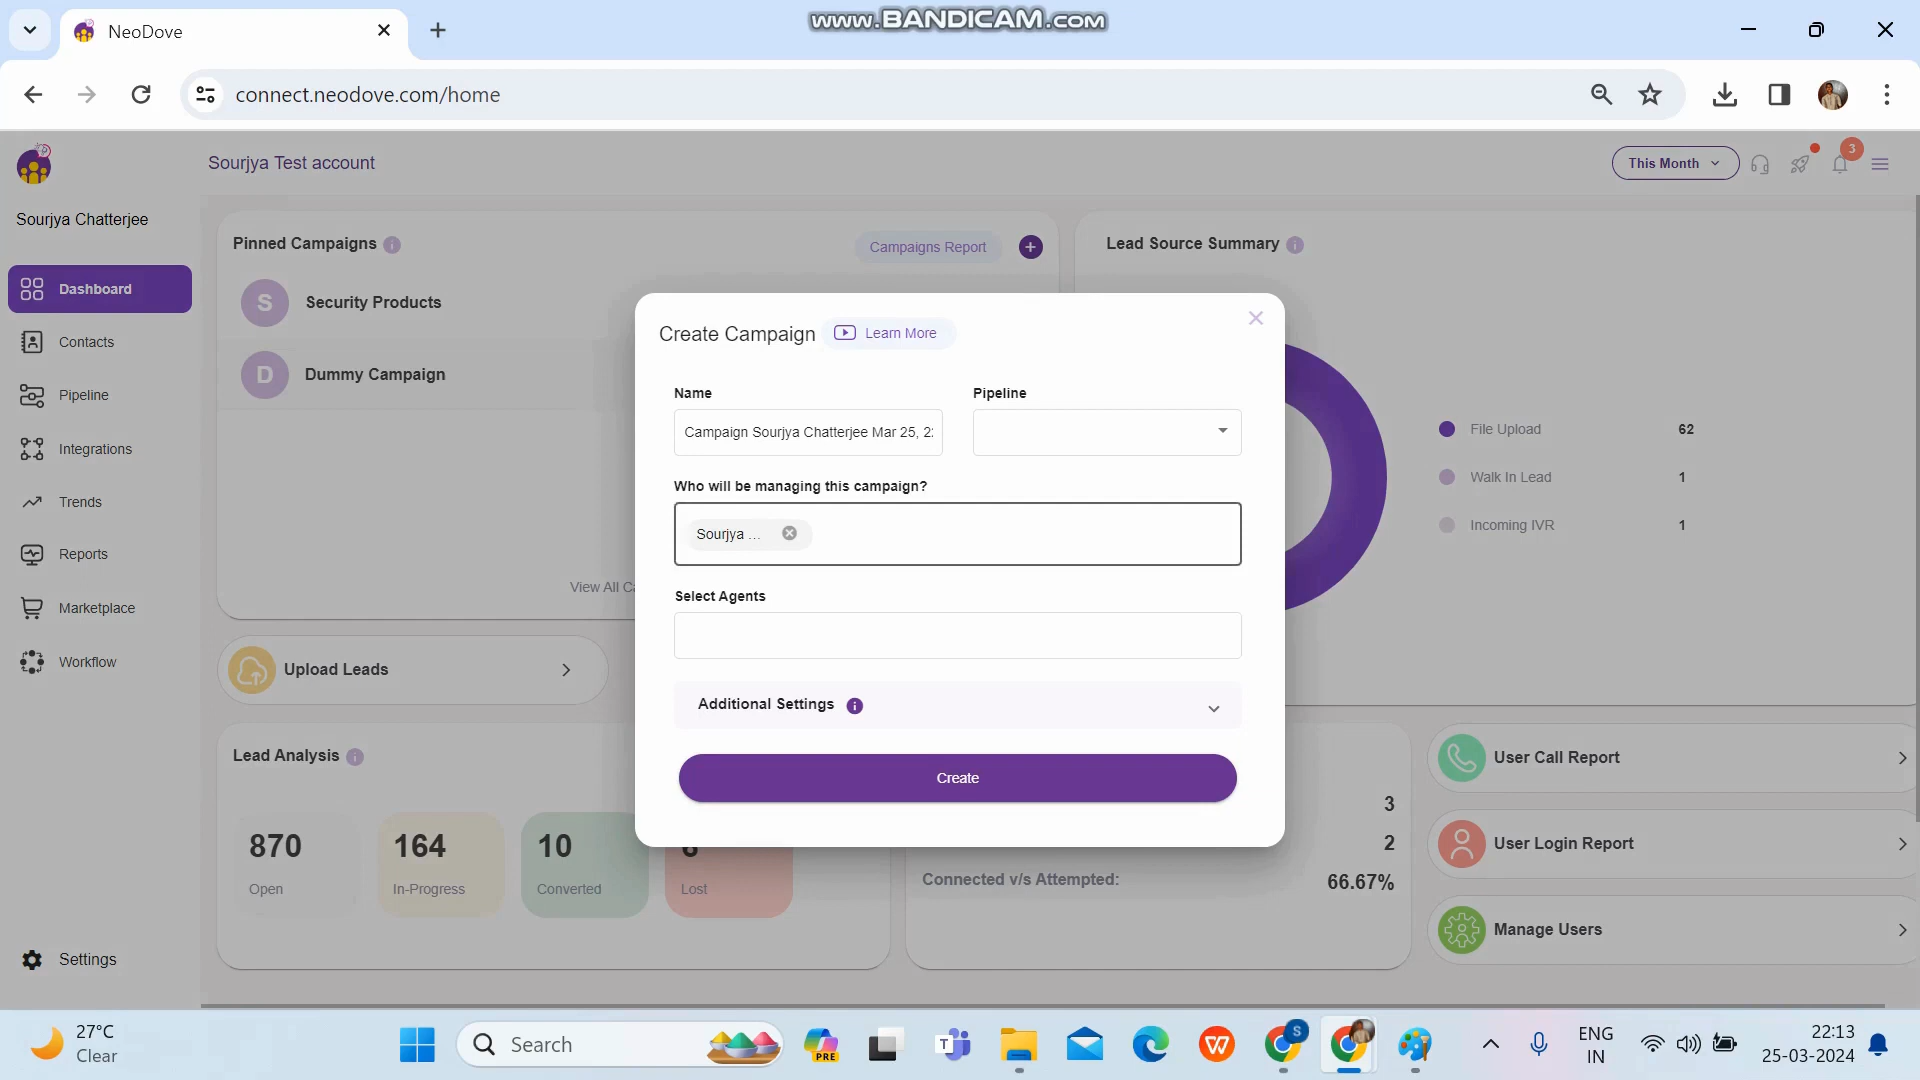 NeoDove
www.BANDICAM.com
connect.neodove.com/home
Sourjya Test account
This Month
3
Sourjya Chatterjee
Dashboard
Contacts
Pipeline
Integrations
Trends
Reports
Marketplace
Workflow
Settings
Pinned Campaigns
Campaigns Report
S
Security Products
D
Dummy Campaign
View All Ca
Lead Source Summary
File Upload 62
Walk In Lead 1
Incoming IVR 1
Create Campaign
Learn More
Name
Pipeline
Campaign Sourjya Chatterjee Mar 25, 2
Who will be managing this campaign?
Sourjya ...
Select Agents
Additional Settings
Create
Upload Leads
Lead Analysis
870
Open
164
In-Progress
10
Converted
Lost
3
2
Connected v/s Attempted: 66.67%
User Call Report
User Login Report
Manage Users
27°C
Clear
Search
PRE
T
W
S
ENG
IN
22:13
25-03-2024